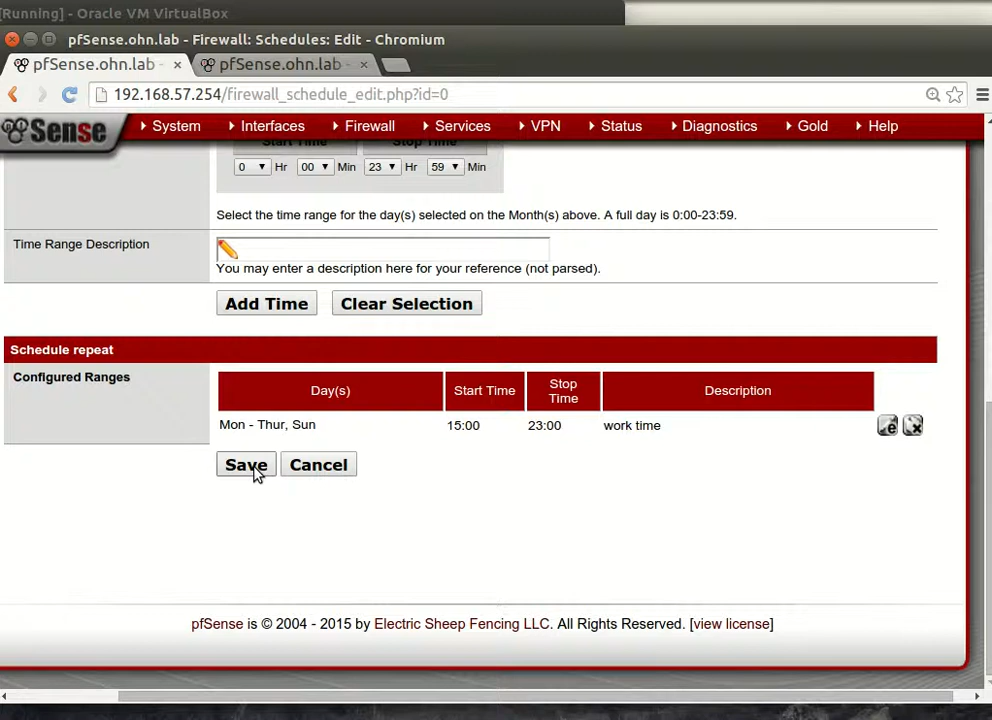 [Running] - Oracle VM VirtualBox
pfSense.ohn.lab - Firewall: Schedules: Edit - Chromium
pfSense.ohn.lab - × pfSense.ohn.lab - ×
192.168.57.254/firewall_schedule_edit.php?id=0
Sense System Interfaces Firewall Services VPN Status Diagnostics Gold Help
Start Time Stop Time
0 Hr 00 Min 23 Hr 59 Min
Select the time range for the day(s) selected on the Month(s) above. A full day is 0:00-23:59.
Time Range Description
You may enter a description here for your reference (not parsed).
Add Time Clear Selection
Schedule repeat
Configured Ranges
Day(s) Start Time Stop Time Description
Mon - Thur, Sun 15:00 23:00 work time
Save Cancel
pfSense is © 2004 - 2015 by Electric Sheep Fencing LLC. All Rights Reserved. [view license]